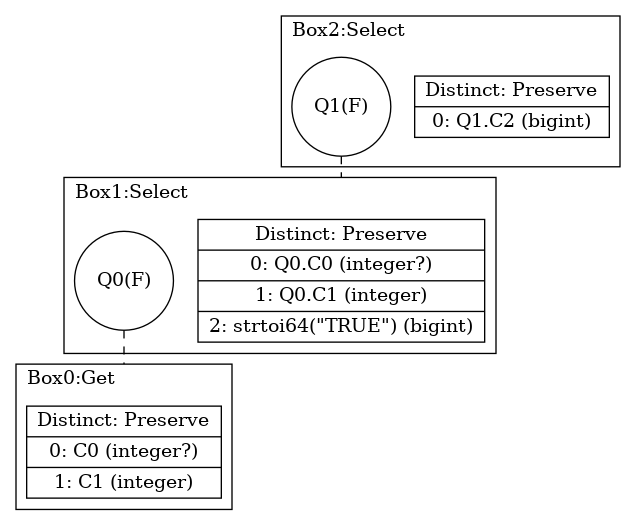 Box2:Select
Q1(F)
Distinct: Preserve
0: Q1.C2 (bigint)
Box1:Select
Q0(F)
Distinct: Preserve
0: Q0.C0 (integer?)
1: Q0.C1 (integer)
2: strtoi64("TRUE") (bigint)
Box0:Get
Distinct: Preserve
0: C0 (integer?)
1: C1 (integer)